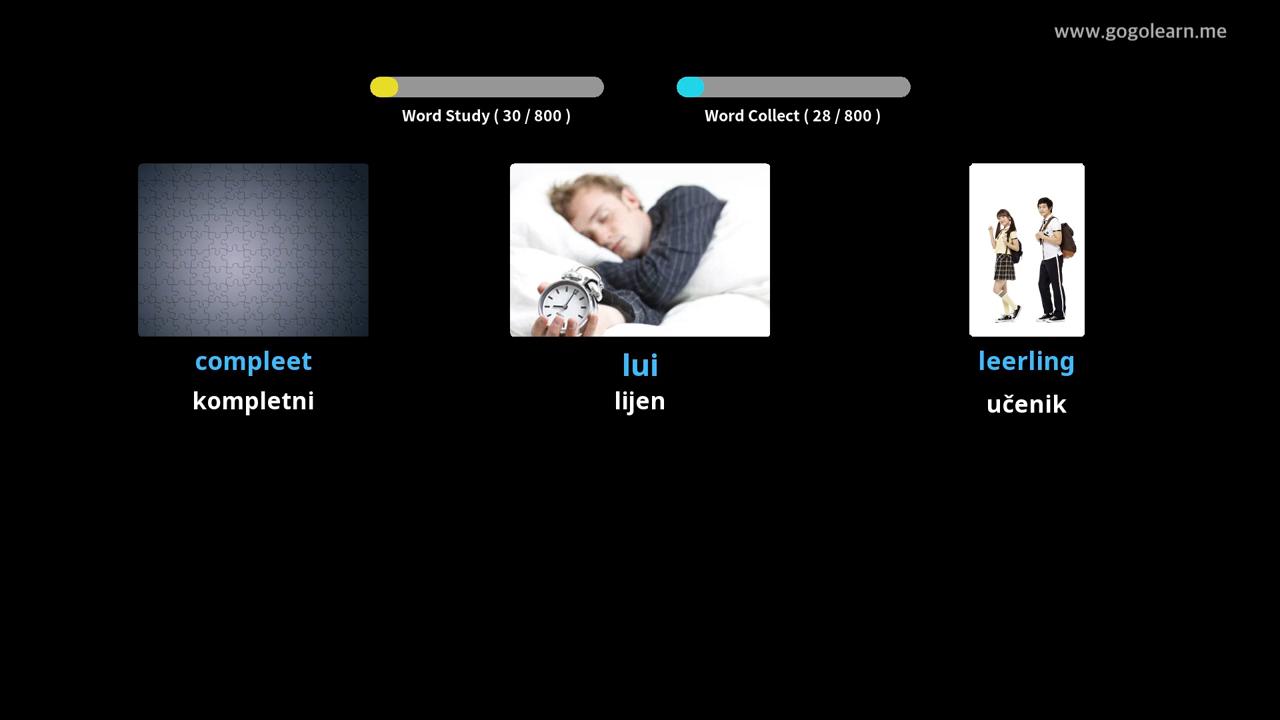 www.gogolearn.me
Word Study ( 30 / 800 )
Word Collect ( 28 / 800 )
compleet
kompletni
lui
lijen
leerling
učenik